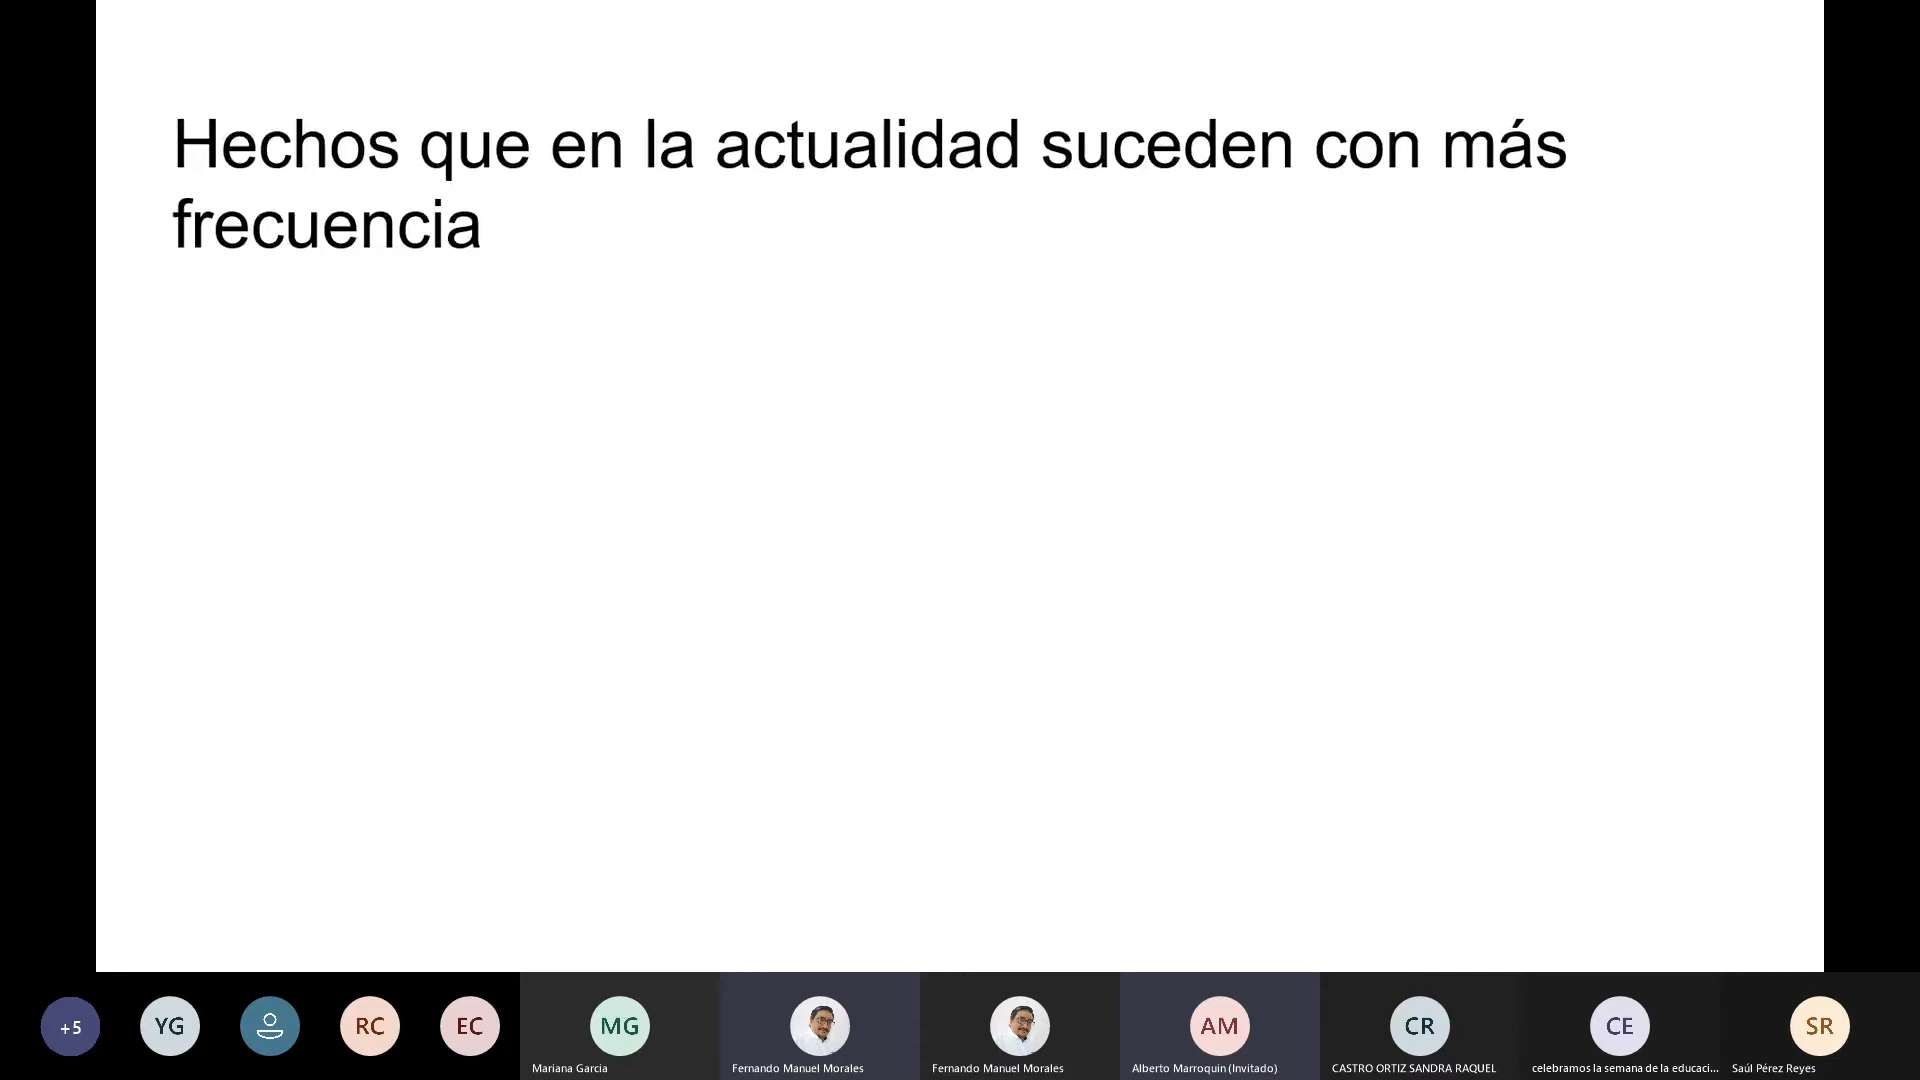 Hechos que en la actualidad suceden con más
frecuencia
+5
YG
RC
EC
MG
AM
CR
CE
SR
Mariana Garcia
Fernando Manuel Morales
Fernando Manuel Morales
Alberto Marroquin (Invitado)
CASTRO ORTIZ SANDRA RAQUEL
celebramos la semana de la educaci...
Saúl Pérez Reyes